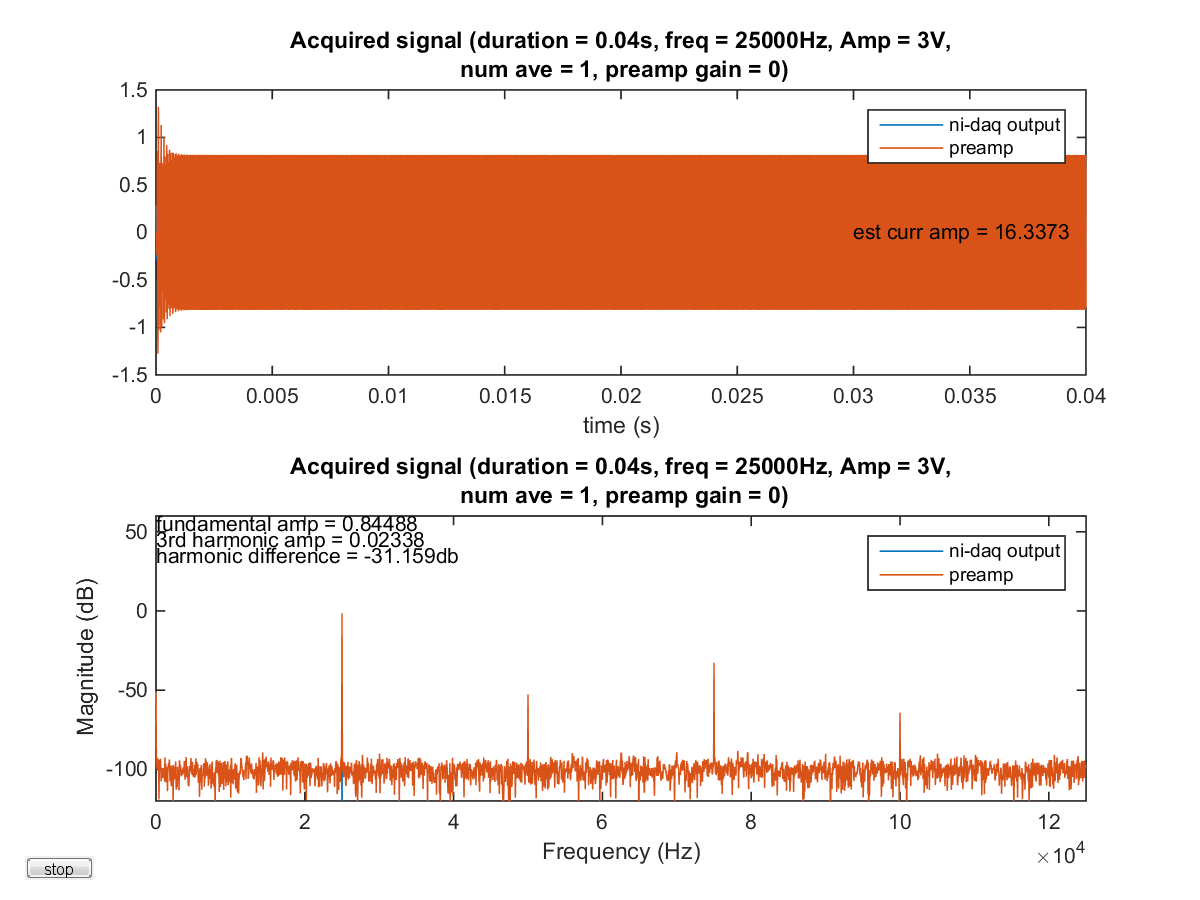 Acquired signal (duration = 0.04s, freq = 25000Hz, Amp = 3V,
num ave = 1, preamp gain = 0)
1.5
1
0.5
0
-0.5
-1
-1.5
ni-daq output
preamp
est curr amp = 16.3373
0 0.005 0.01 0.015 0.02 0.025 0.03 0.035 0.04
time (s)
Acquired signal (duration = 0.04s, freq = 25000Hz, Amp = 3V,
num ave = 1, preamp gain = 0)
fundamental amp = 0.84488
3rd harmonic amp = 0.02338
harmonic difference = -31.159db
ni-daq output
preamp
Magnitude (dB)
50
0
-50
-100
0 2 4 6 8 10 12
Frequency (Hz)
×10⁴
stop